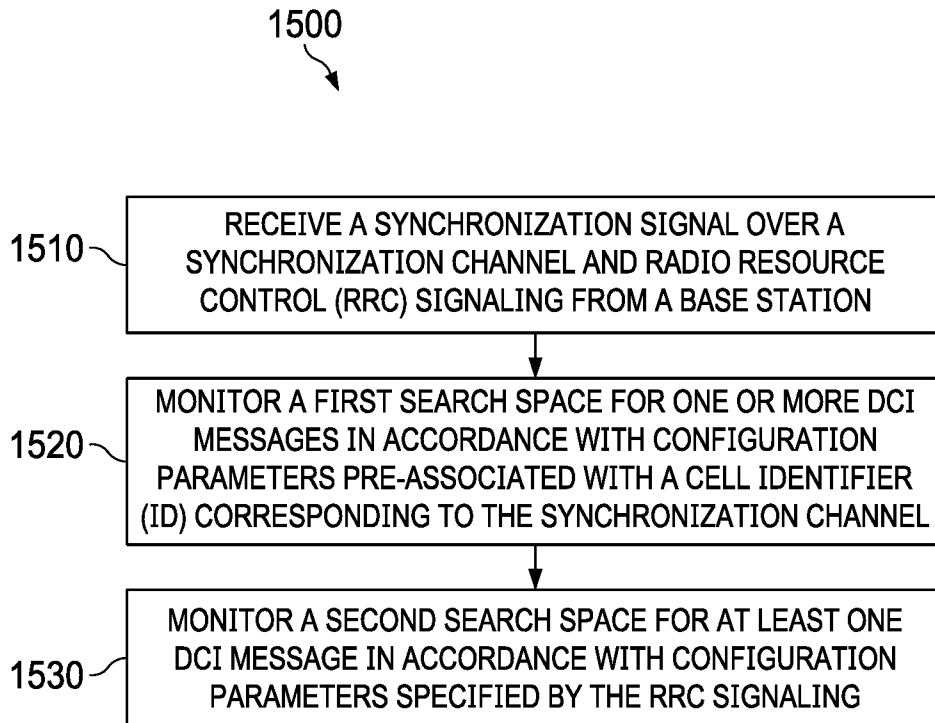 1500
1510
RECEIVE A SYNCHRONIZATION SIGNAL OVER A
SYNCHRONIZATION CHANNEL AND RADIO RESOURCE
CONTROL (RRC) SIGNALING FROM A BASE STATION
1520
MONITOR A FIRST SEARCH SPACE FOR ONE OR MORE DCI
MESSAGES IN ACCORDANCE WITH CONFIGURATION
PARAMETERS PRE-ASSOCIATED WITH A CELL IDENTIFIER
(ID) CORRESPONDING TO THE SYNCHRONIZATION CHANNEL
1530
MONITOR A SECOND SEARCH SPACE FOR AT LEAST ONE
DCI MESSAGE IN ACCORDANCE WITH CONFIGURATION
PARAMETERS SPECIFIED BY THE RRC SIGNALING